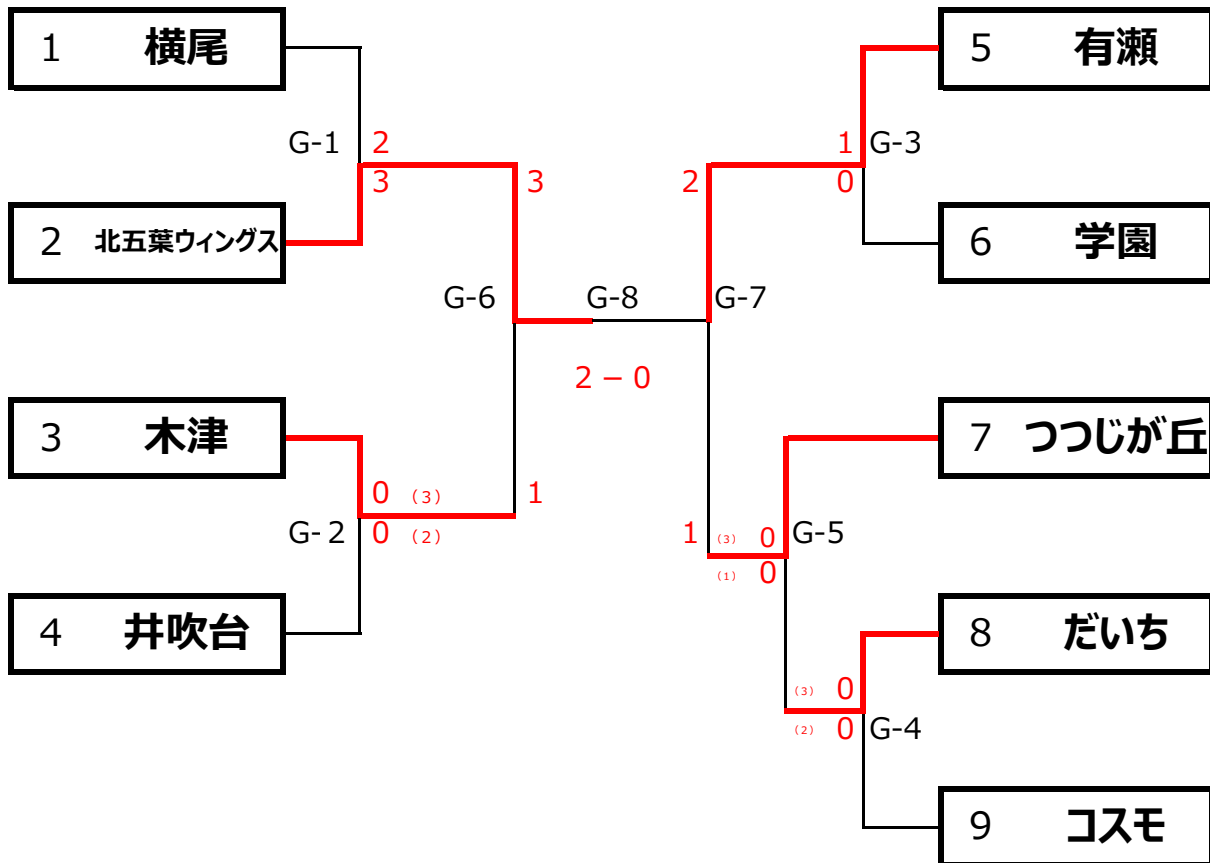 1 横尾
5 有瀬
G-1
2
3
3
2
1
0
G-3
2 北五葉ウィングス
6 学園
G-6
G-8
G-7
2 – 0
3 木津
7 つつじが丘
0 (3)
1
G- 2
0 (2)
1
(3) 0
G-5
(1) 0
4 井吹台
8 だいち
(3) 0
(2) 0
G-4
9 コスモ